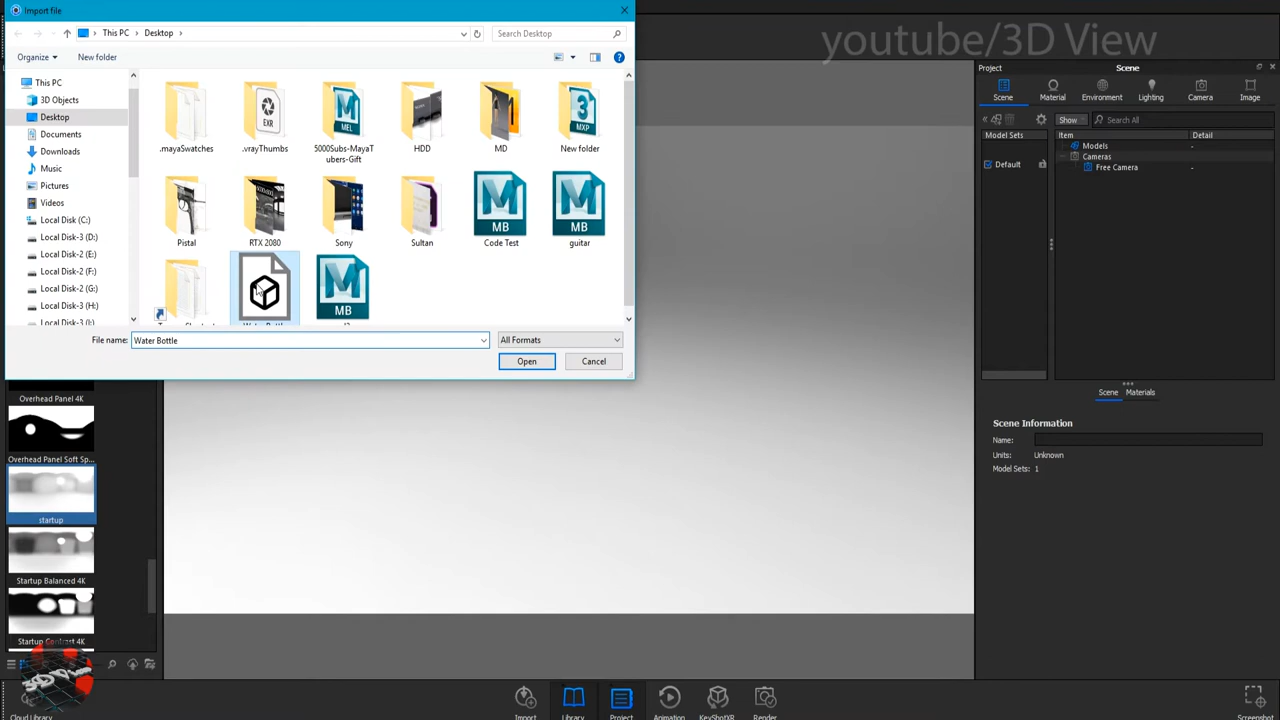 Import file
youtube/3D View
This PC
Desktop
Search Desktop
Organize
New folder
This PC
3D Objects
Desktop
Documents
Downloads
Music
Pictures
Videos
Local Disk (C:)
Local Disk-3 (D:)
Local Disk-2 (E:)
Local Disk-2 (F:)
Local Disk-2 (G:)
Local Disk-3 (H:)
.mayaSwatches
EXR
.vrayThumbs
MEL
5000Subs-MayaTubers-Gift
HDD
MD
MXP
New folder
Pistal
RTX 2080
Sony
Sultan
MB
Code Test
MB
guitar
MB
File name:
Water Bottle
All Formats
Open
Cancel
Project
Scene
Scene
Material
Environment
Lighting
Camera
Image
Show
Search All
Model Sets
Item
Detail
Default
Models
-
Cameras
-
Free Camera
-
Scene
Materials
Scene Information
Name:
Units:
Unknown
Model Sets:
1
Overhead Panel 4K
Overhead Panel Soft Sp...
startup
Startup Balanced 4K
Startup Contrast 4K
3D View
Cloud Library
Import
Library
Project
Animation
KeyShotXR
Render
Screenshot